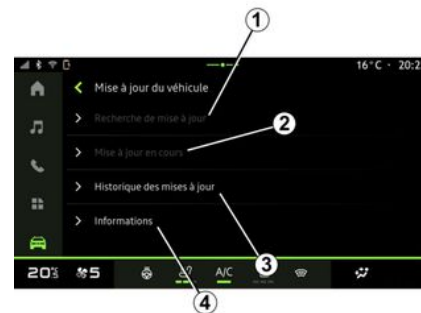 1
16°C · 20:2
Mise à jour du véhicule
Recherche de mise à jour
2
Mise à jour en cours
Historique des mises à jour
Informations
3
20 5 A/C
4